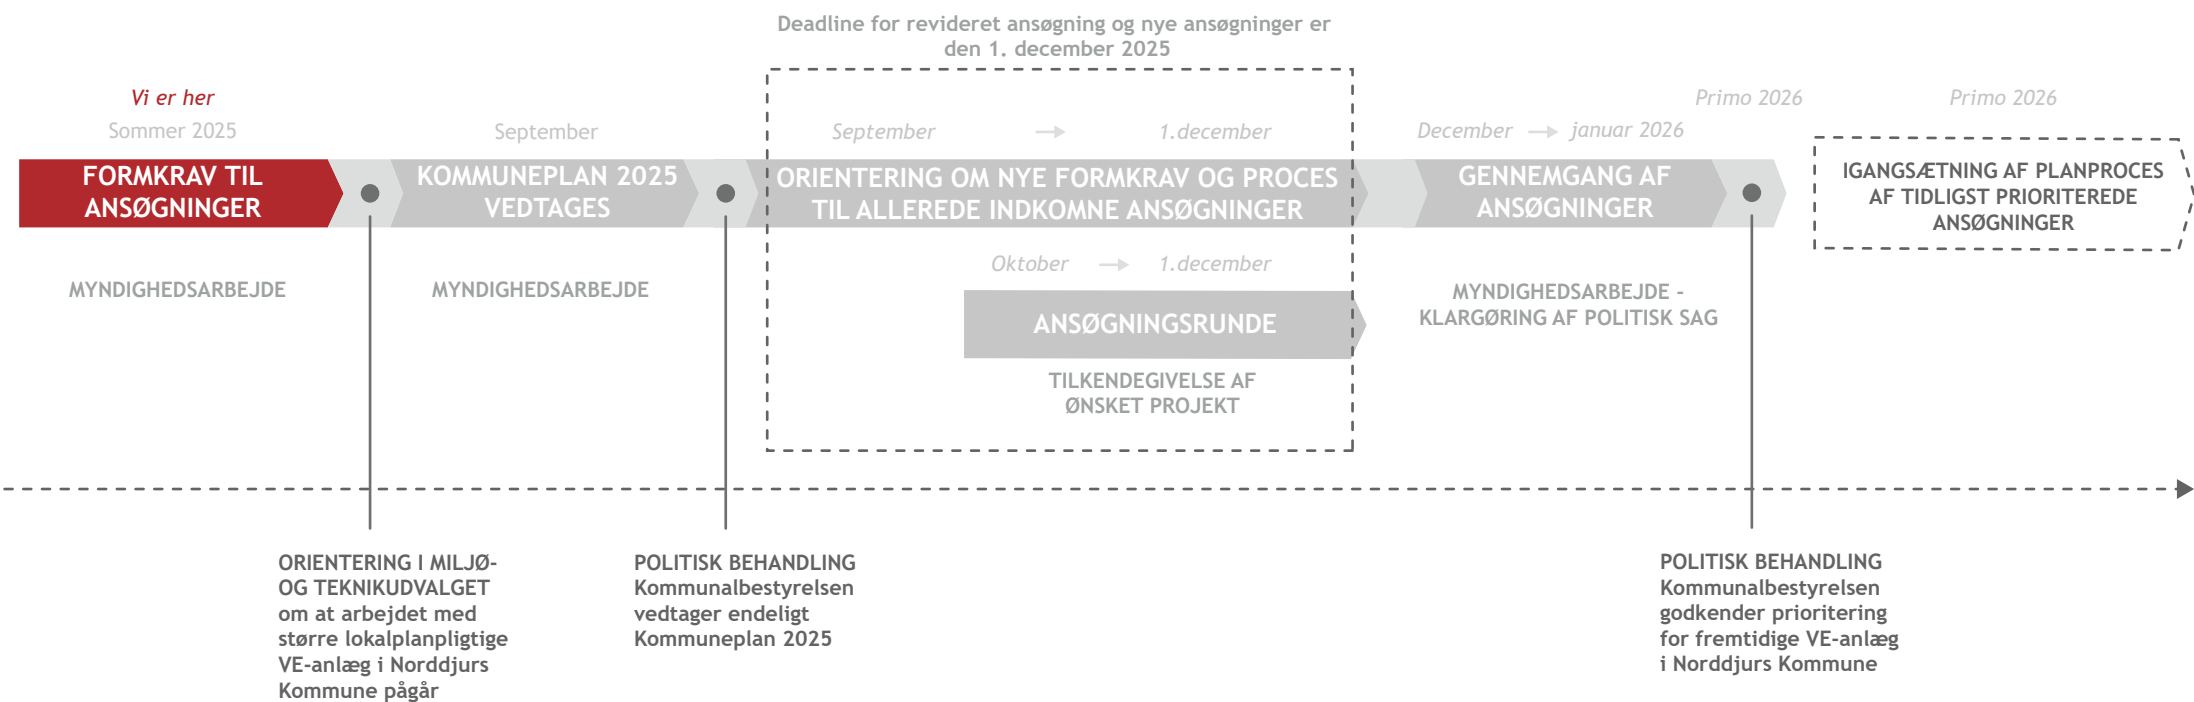 Deadline for revideret ansøgning og nye ansøgninger er
den 1. december 2025
Vi er her
Sommer 2025
FORMKRAV TIL
ANSØGNINGER
MYNDIGHEDSARBEJDE
September
KOMMUNEPLAN 2025
VEDTAGES
MYNDIGHEDSARBEJDE
September → 1.december
ORIENTERING OM NYE FORMKRAV OG PROCES
TIL ALLEREDE INDKOMNE ANSØGNINGER
Oktober → 1.december
ANSØGNINGSRUNDE
TILKENDEGIVELSE AF
ØNSKET PROJEKT
December → januar 2026
GENNEMGANG AF
ANSØGNINGER
MYNDIGHEDSARBEJDE -
KLARGØRING AF POLITISK SAG
Primo 2026
Primo 2026
IGANGSÆTNING AF PLANPROCES
AF TIDLIGST PRIORITEREDE
ANSØGNINGER
ORIENTERING I MILJØ-
OG TEKNIKUDVALGET
om at arbejdet med
større lokalplanpligtige
VE-anlæg i Norddjurs
Kommune pågår
POLITISK BEHANDLING
Kommunalbestyrelsen
vedtager endeligt
Kommuneplan 2025
POLITISK BEHANDLING
Kommunalbestyrelsen
godkender prioritering
for fremtidige VE-anlæg
i Norddjurs Kommune